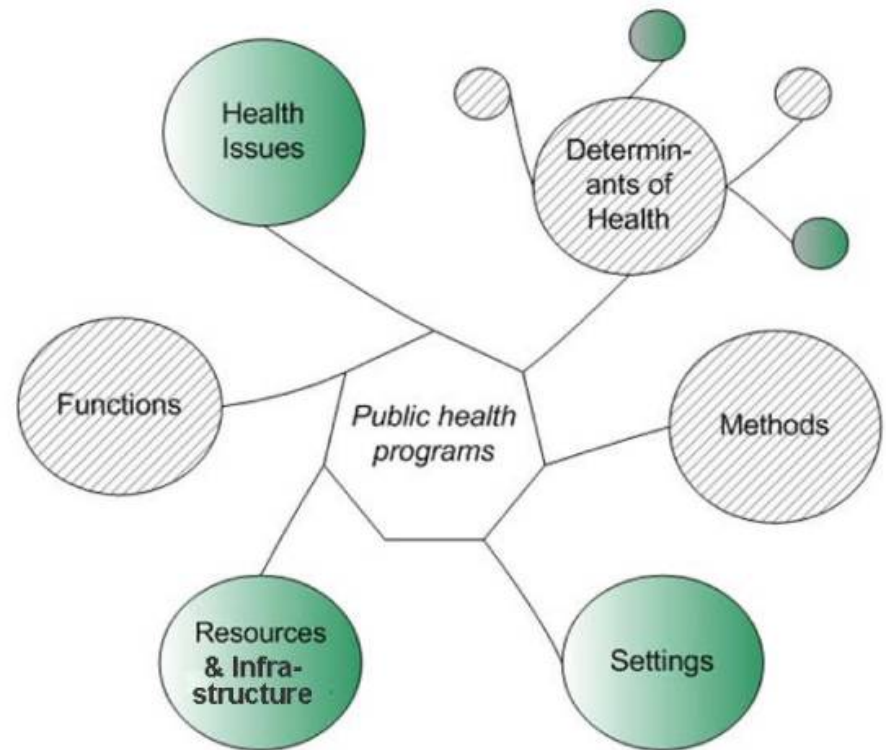 Health
Issues
Determin-
ants of
Health
Functions
Public health
programs
Methods
Resources
& Infra-
structure
Settings